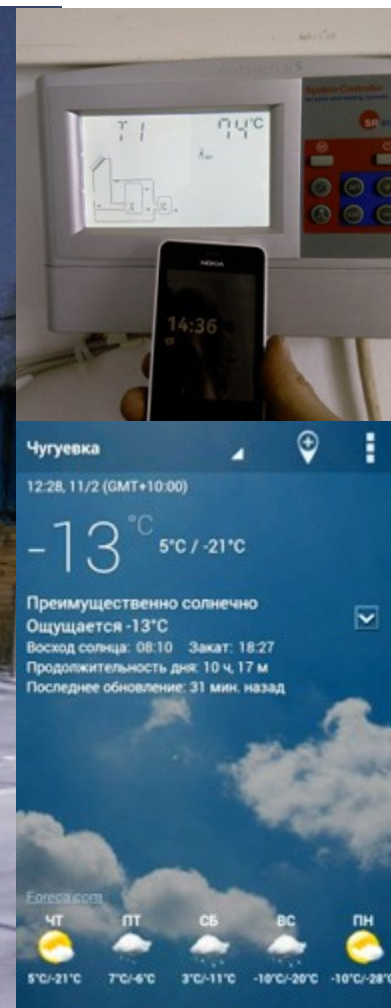 System Controller
SR
T1
74°C
NOKIA
14:36
Чугуевка
12:28, 11/2 (GMT+10:00)
-13 °C
5°C / -21°C
Преимущественно солнечно
Ощущается -13°C
Восход солнца: 08:10 Закат: 18:27
Продолжительность дня: 10 ч, 17 м
Последнее обновление: 31 мин. назад
Foreca.com
ЧТ ПТ СБ ВС ПН
5°C/-21°C 7°C/-6°C 3°C/-11°C -10°C/-20°C -10°C/-28°C